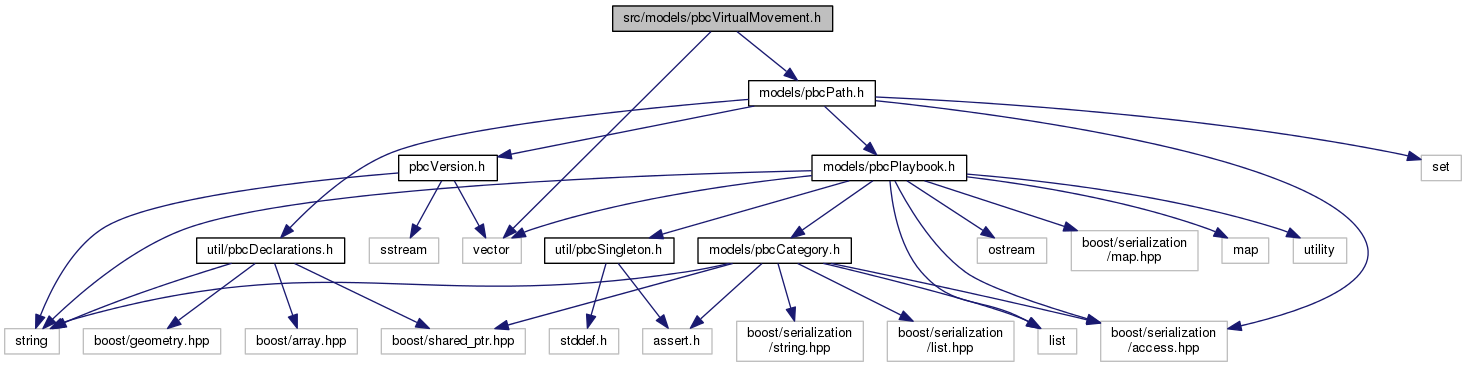 src/models/pbcVirtualMovement.h
models/pbcPath.h
pbcVersion.h
models/pbcPlaybook.h
set
util/pbcDeclarations.h
sstream
vector
util/pbcSingleton.h
models/pbcCategory.h
ostream
boost/serialization
/map.hpp
map
utility
string
boost/geometry.hpp
boost/array.hpp
boost/shared_ptr.hpp
stddef.h
assert.h
boost/serialization
/string.hpp
boost/serialization
/list.hpp
list
boost/serialization
/access.hpp